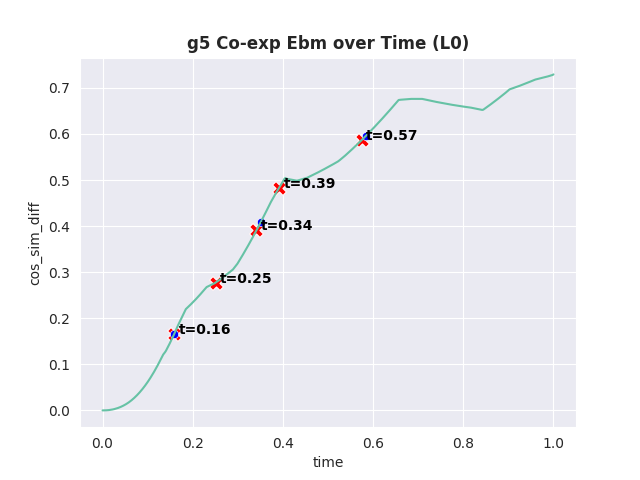 g5 Co-exp Ebm over Time (L0)
cos_sim_diff
0.7
0.6
0.5
0.4
0.3
0.2
0.1
0.0
t=0.57
t=0.39
t=0.34
t=0.25
t=0.16
0.0 0.2 0.4 0.6 0.8 1.0
time